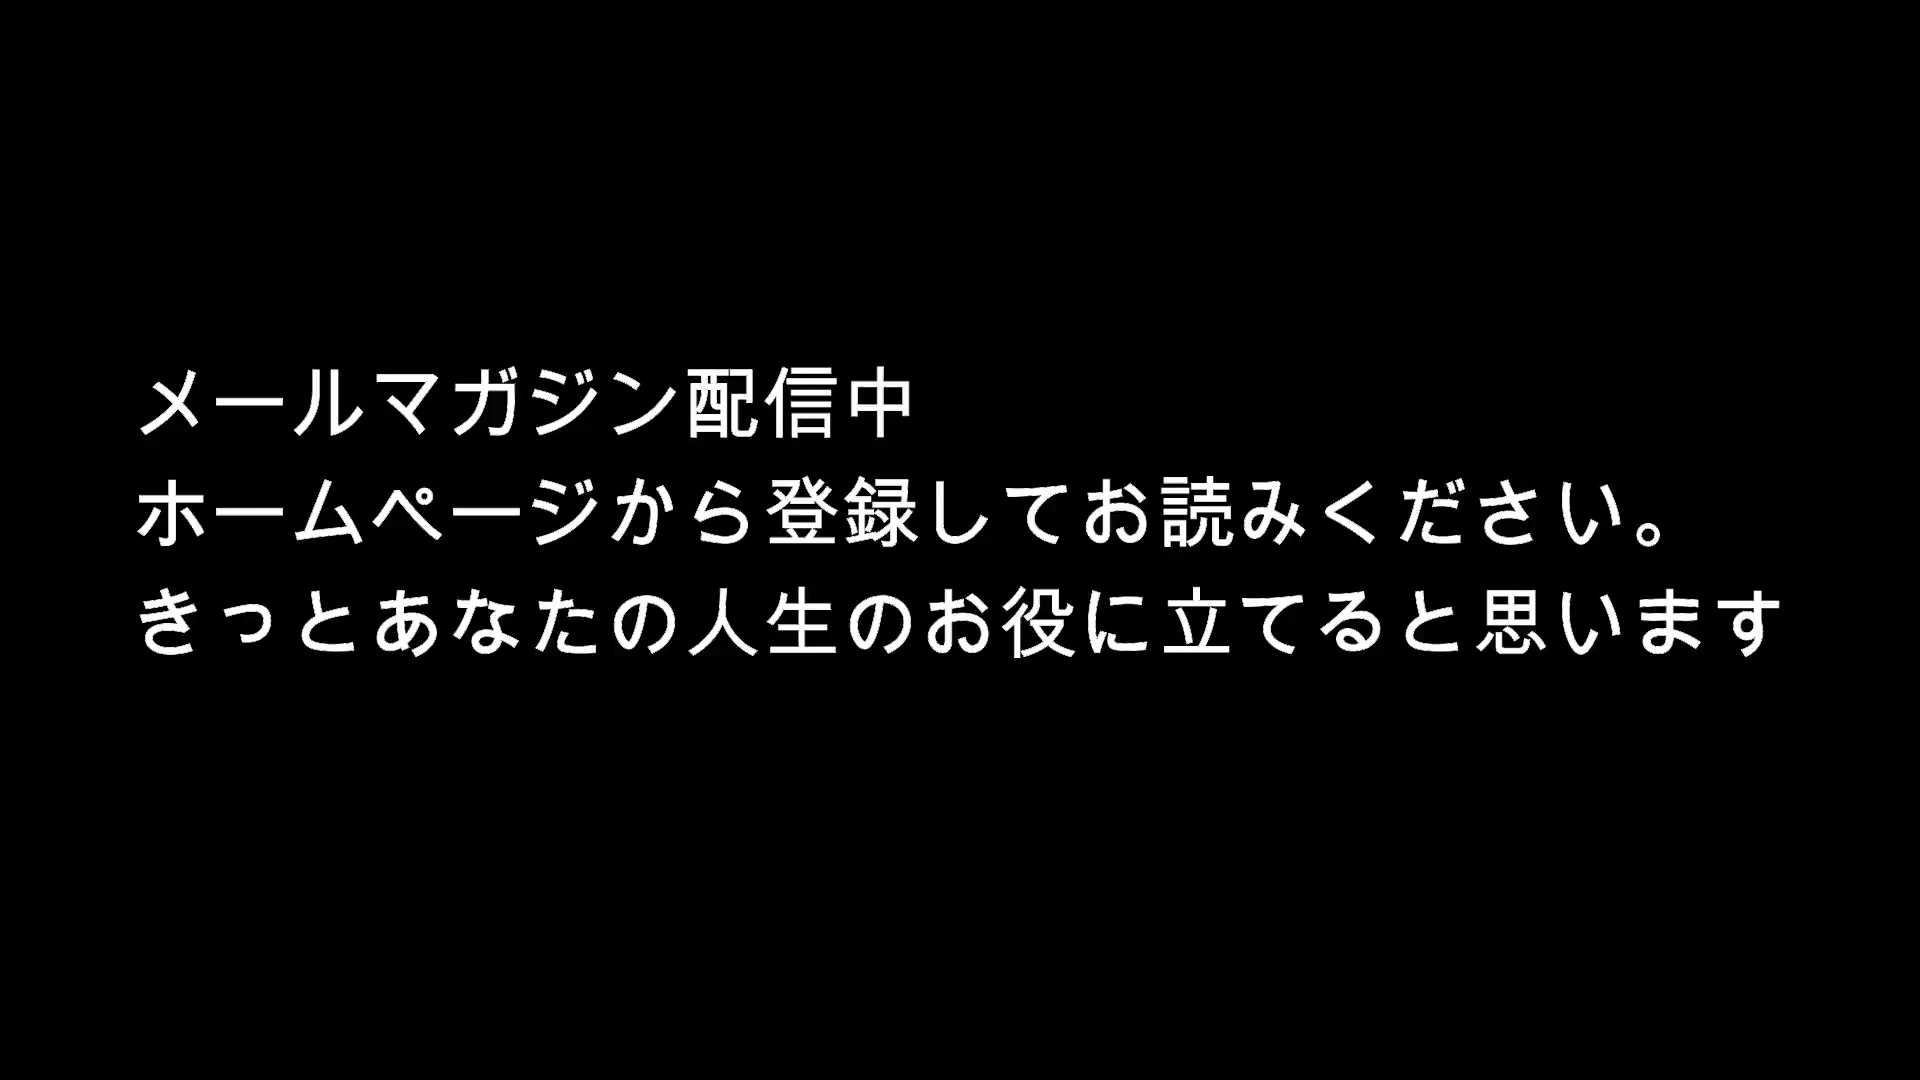 メールマガジン配信中
ホームページから登録してお読みください。
きっとあなたの人生のお役に立てると思います